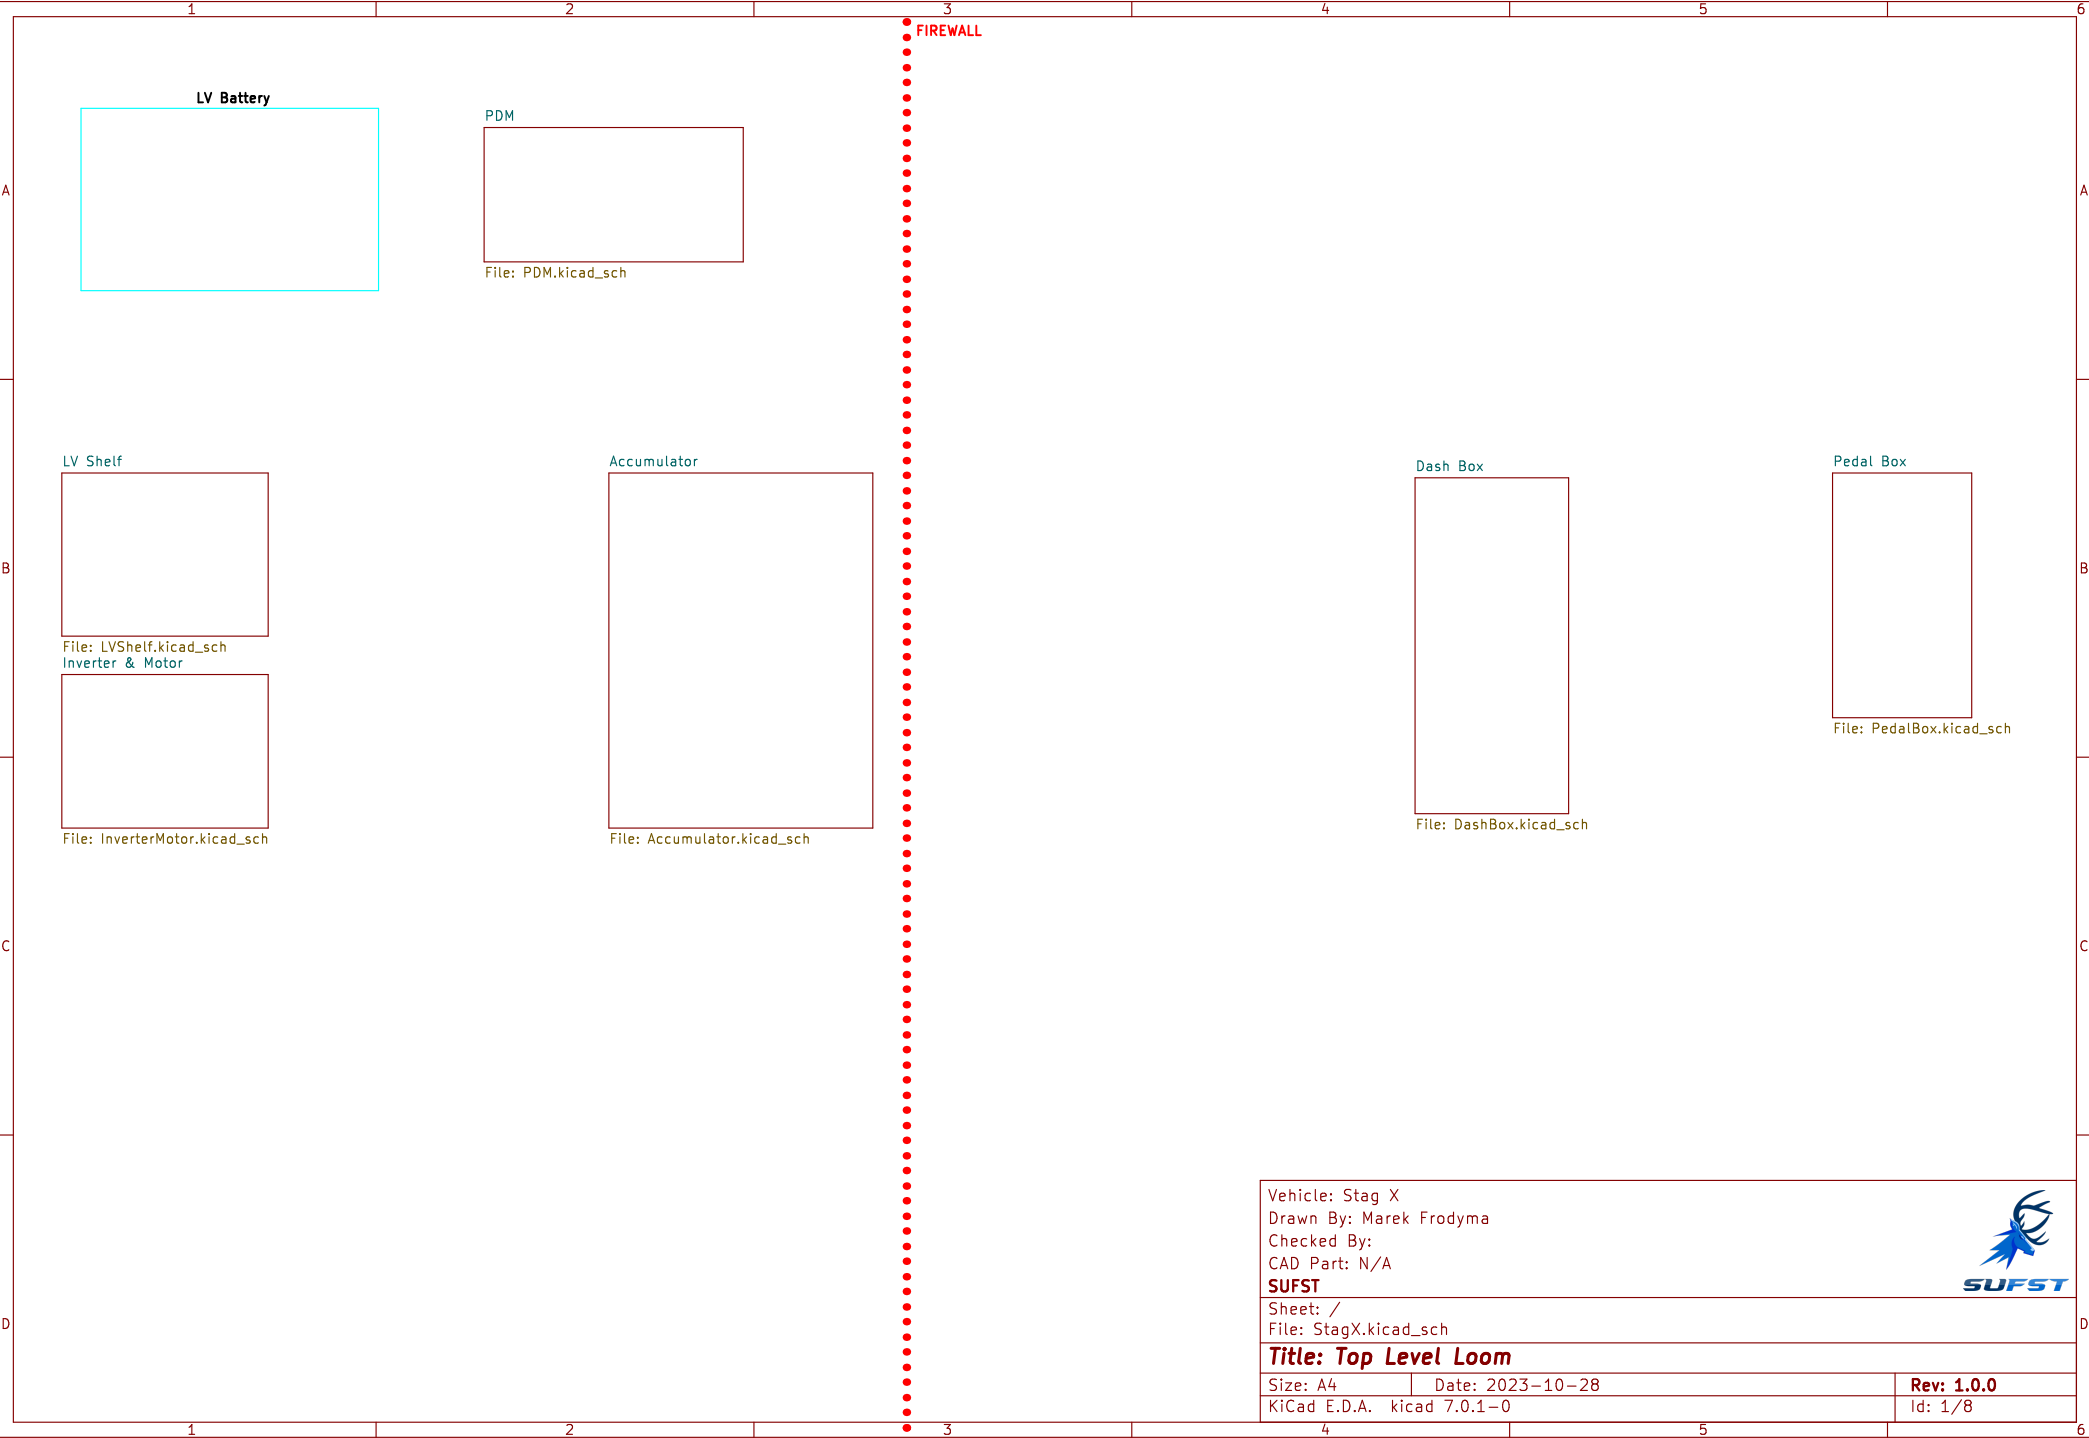 1 2 3 4 5 6
FIREWALL
LV Battery
PDM
A A
File: PDM.kicad_sch
LV Shelf
Accumulator
Dash Box
Pedal Box
B B
File: LVShelf.kicad_sch
Inverter & Motor
File: PedalBox.kicad_sch
File: InverterMotor.kicad_sch
File: Accumulator.kicad_sch
File: DashBox.kicad_sch
C C
Vehicle: Stag X
Drawn By: Marek Frodyma
Checked By:
CAD Part: N/A
SUFST
SUFST
Sheet: /
File: StagX.kicad_sch
D D
Title: Top Level Loom
Size: A4 Date: 2023-10-28 Rev: 1.0.0
KiCad E.D.A. kicad 7.0.1-0 Id: 1/8
1 2 3 4 5 6